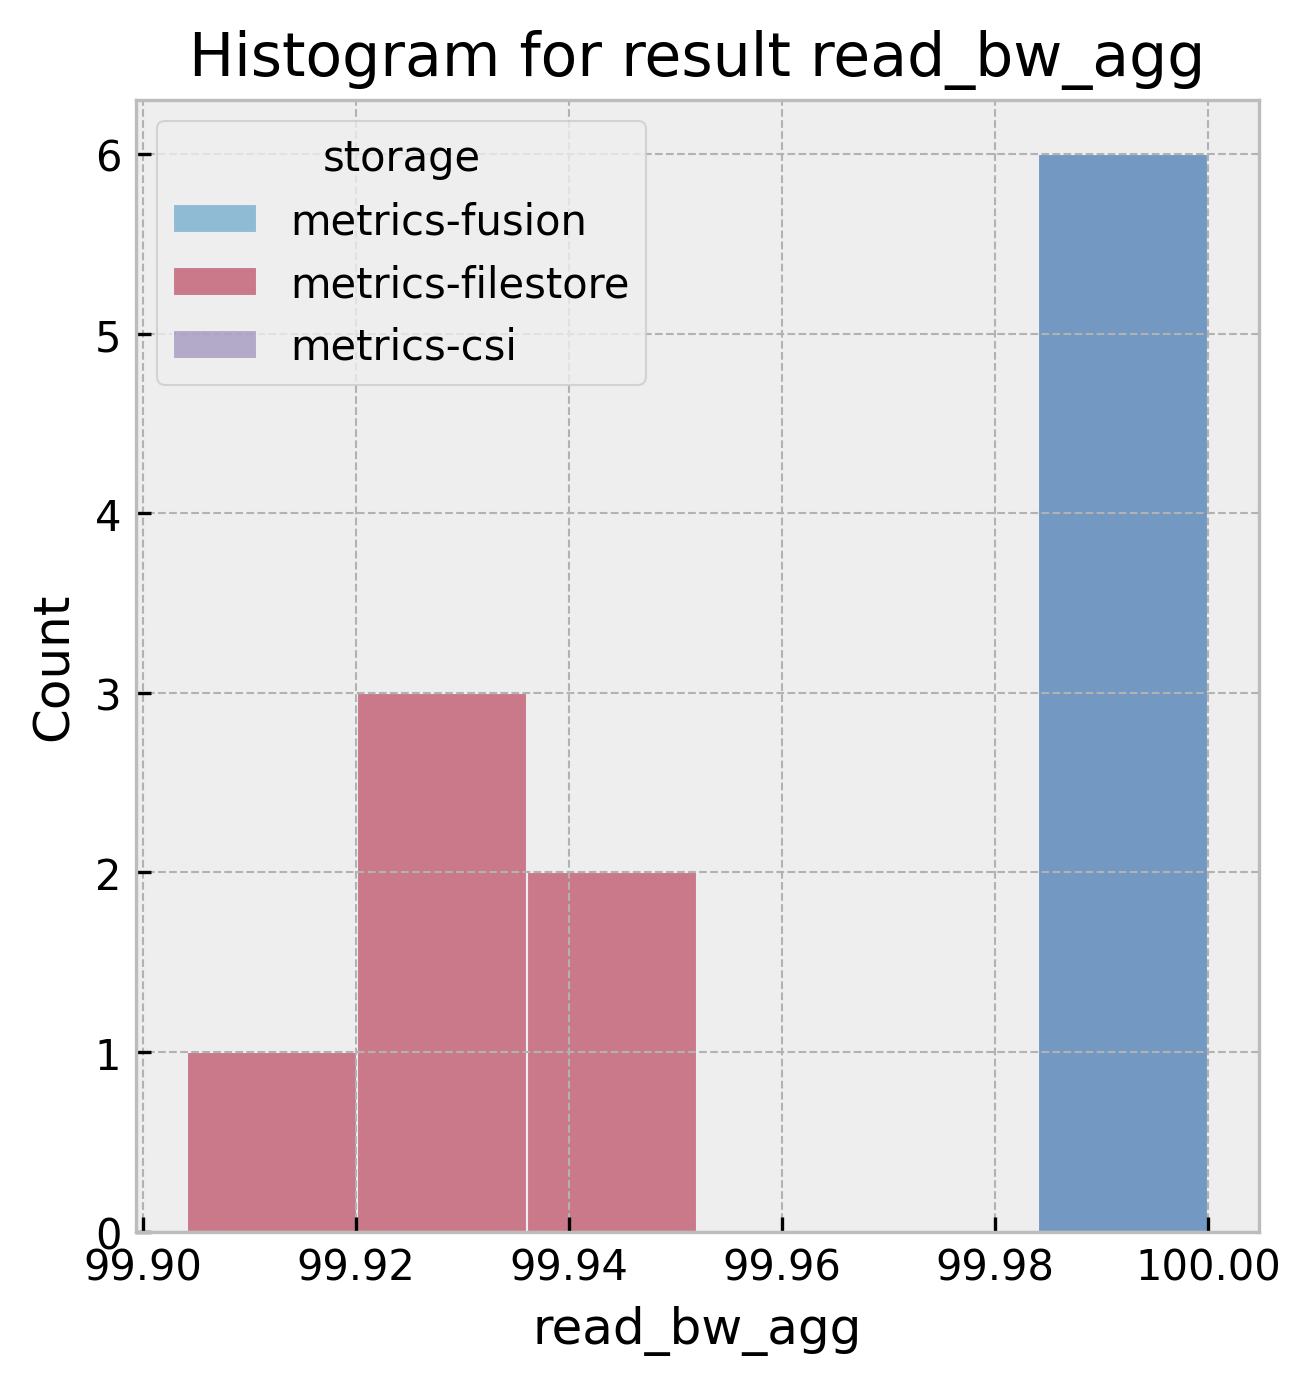 Histogram for result read_bw_agg
storage
metrics-fusion
metrics-filestore
metrics-csi
Count
6
5
4
3
2
1
0
99.90 99.92 99.94 99.96 99.98 100.00
read_bw_agg